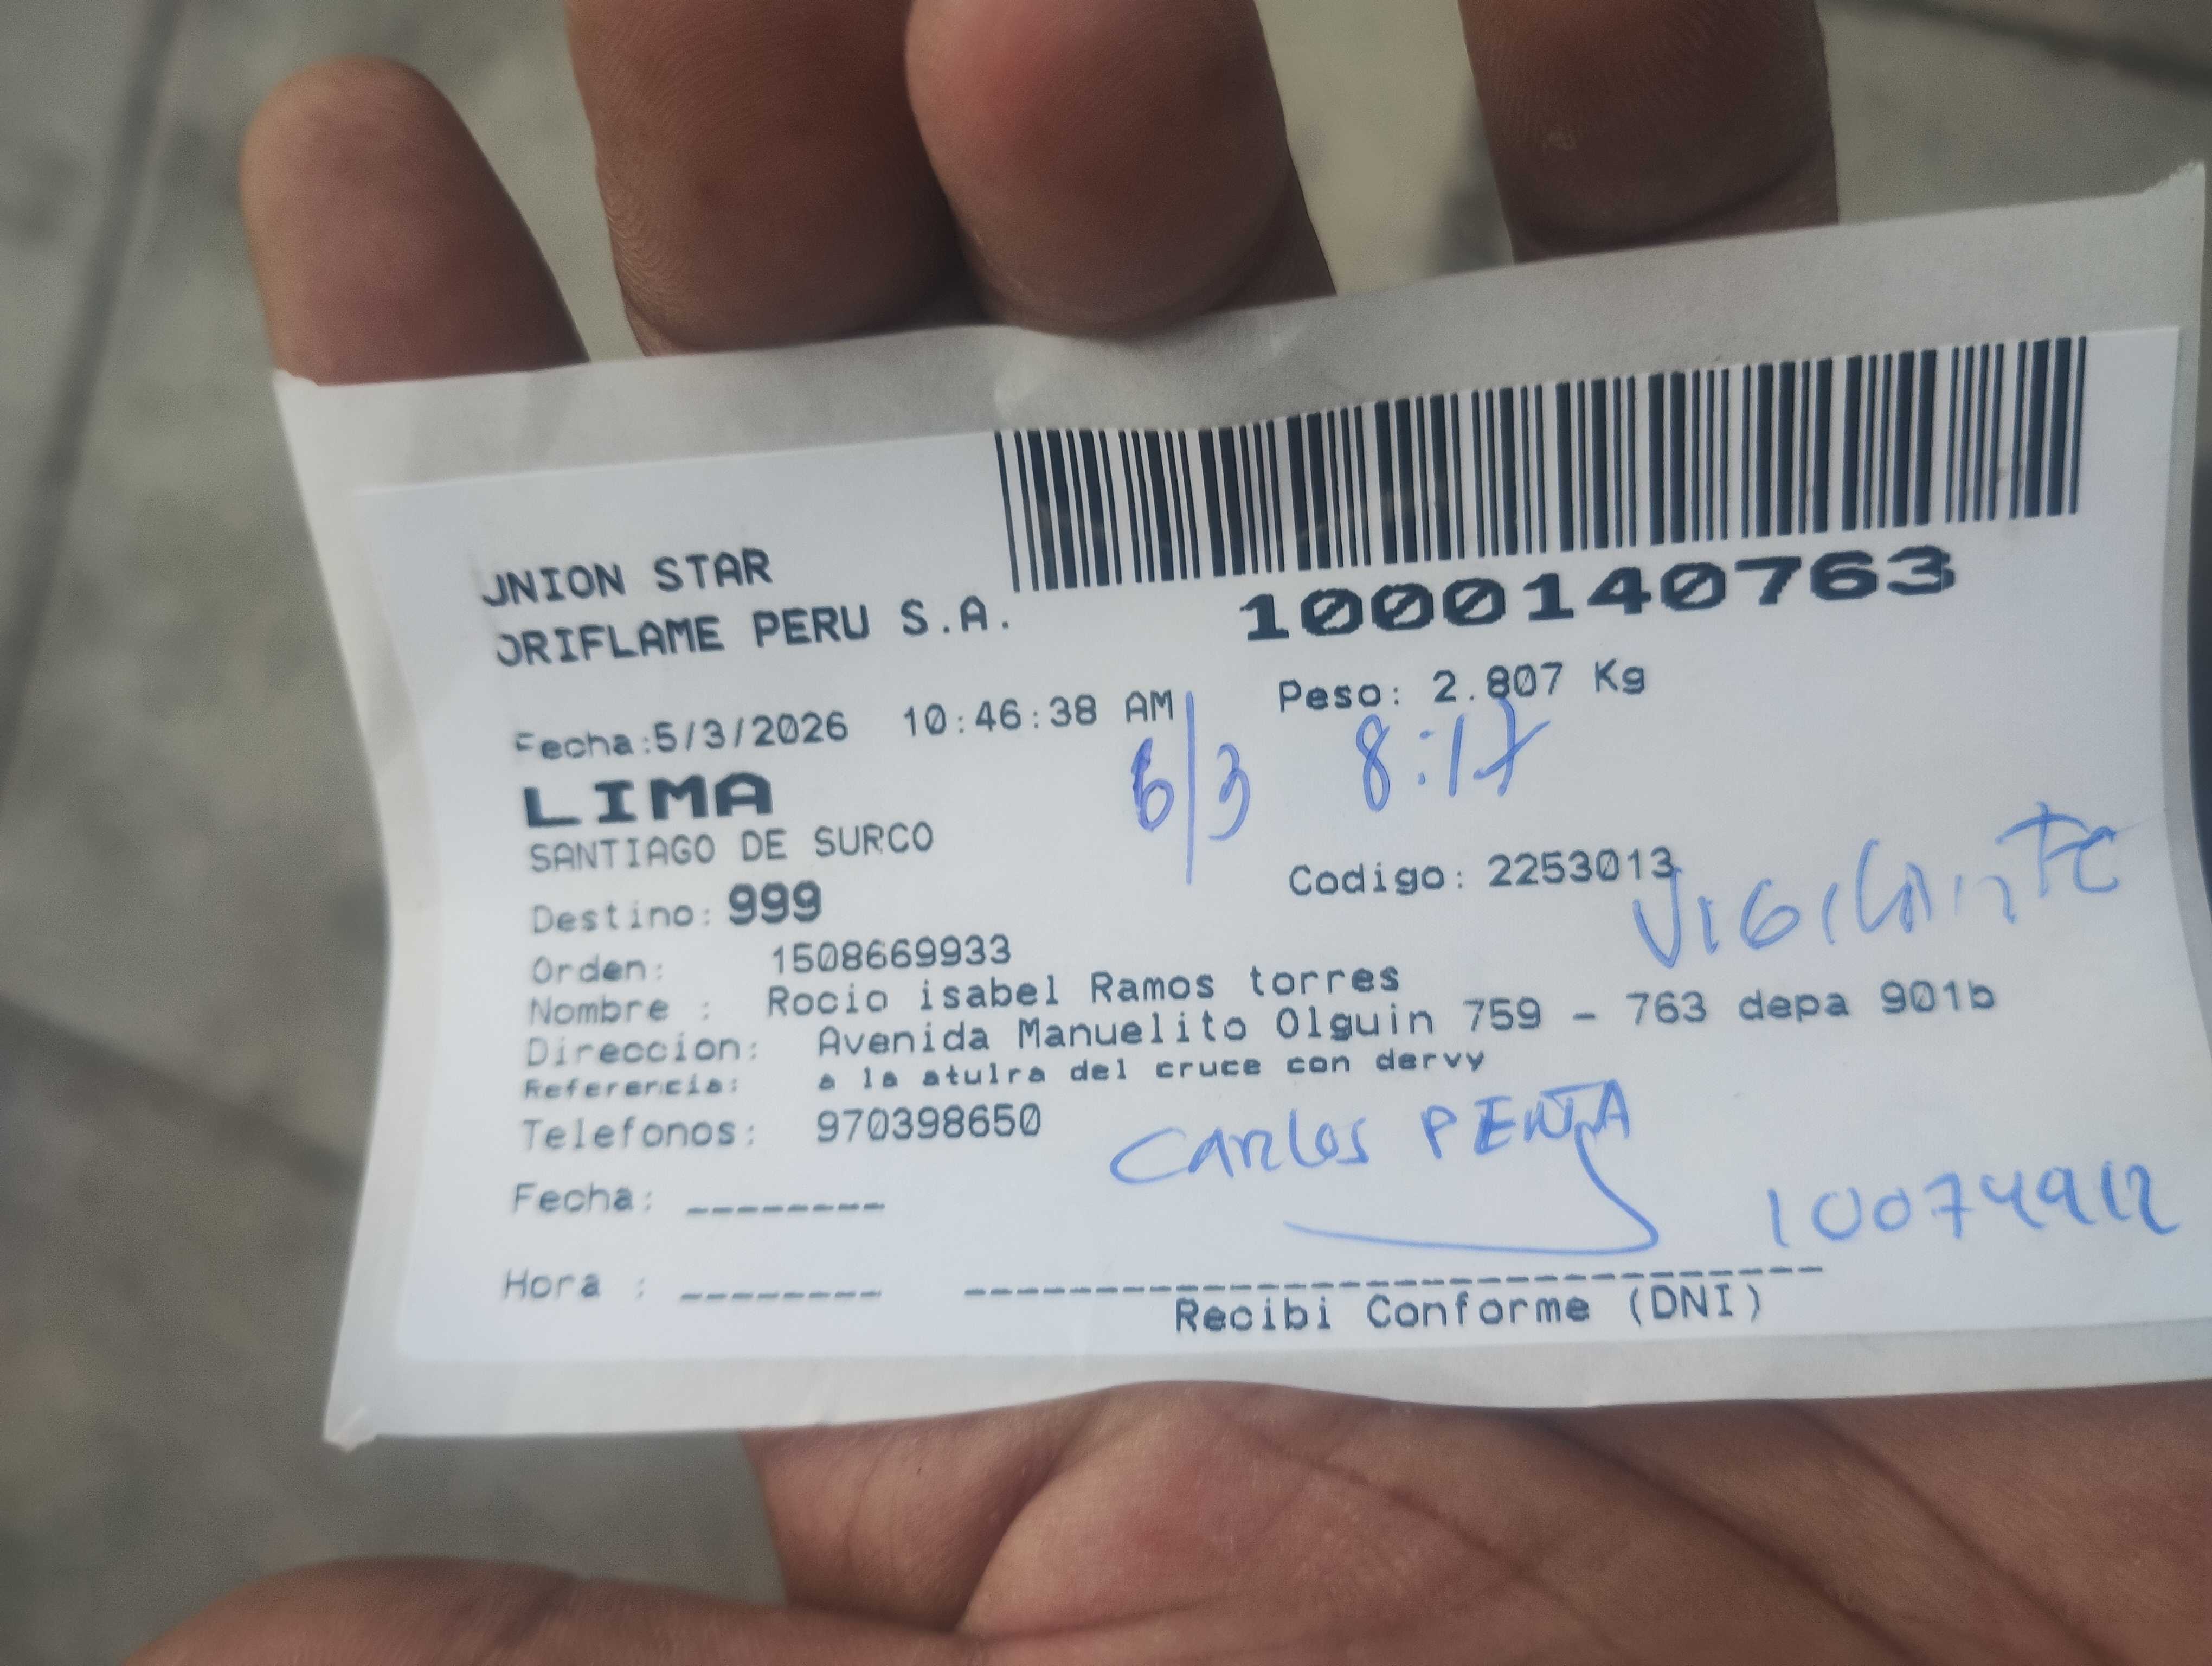 UNION STAR
ORIFLAME PERU S.A.
1000140763
Fecha:5/3/2026 10:46:38 AM Peso: 2.807 Kg
6/3 8:17
LIMA
SANTIAGO DE SURCO
Destino: 999 Codigo: 2253013
VIGILANTE
Orden: 1508669933
Nombre : Rocio isabel Ramos torres
Direccion: Avenida Manuelito Olguin 759 - 763 depa 901b
Referencia: a la atulra del cruce con dervy
Telefonos: 970398650
CARLOS PEÑA
Fecha: --------
Hora : --------
Recibi Conforme (DNI)